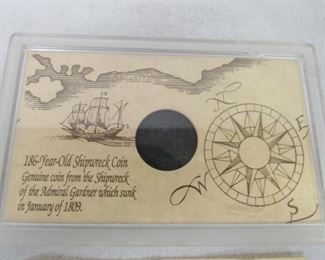 N
E
186-Year-Old Shipwreck Coin
Genuine coin from the Shipwreck
of the Admiral Gardner which sunk
in January of 1809.
W
S